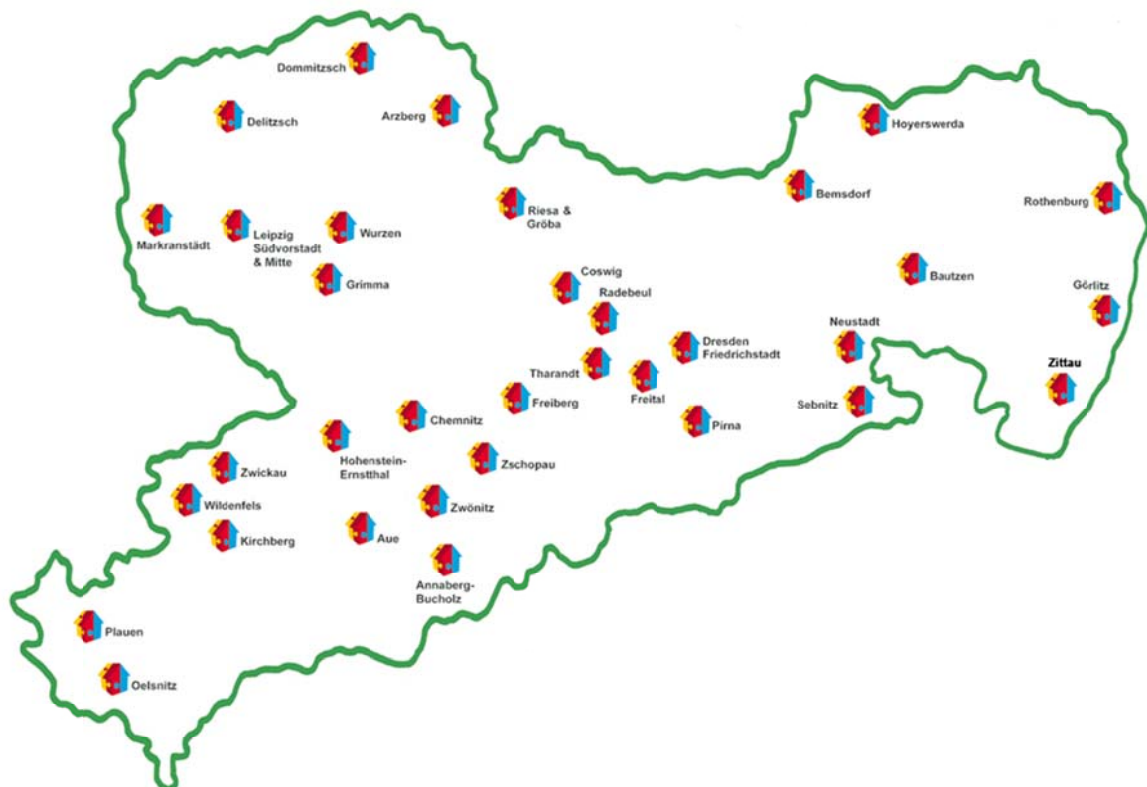 Dommitzsch
Delitzsch
Arzberg
Hoyerswerda
Bernsdorf
Rothenburg
Markranstädt
Leipzig
Südvorstadt
& Mitte
Wurzen
Riesa &
Gröba
Grimma
Coswig
Radebeul
Bautzen
Görlitz
Neustadt
Dresden
Friedrichstadt
Tharandt
Freital
Zittau
Freiberg
Sebnitz
Chemnitz
Pirna
Hohenstein-
Ernstthal
Zschopau
Zwickau
Wildenfels
Zwönitz
Kirchberg
Aue
Annaberg-
Bucholz
Plauen
Oelsnitz